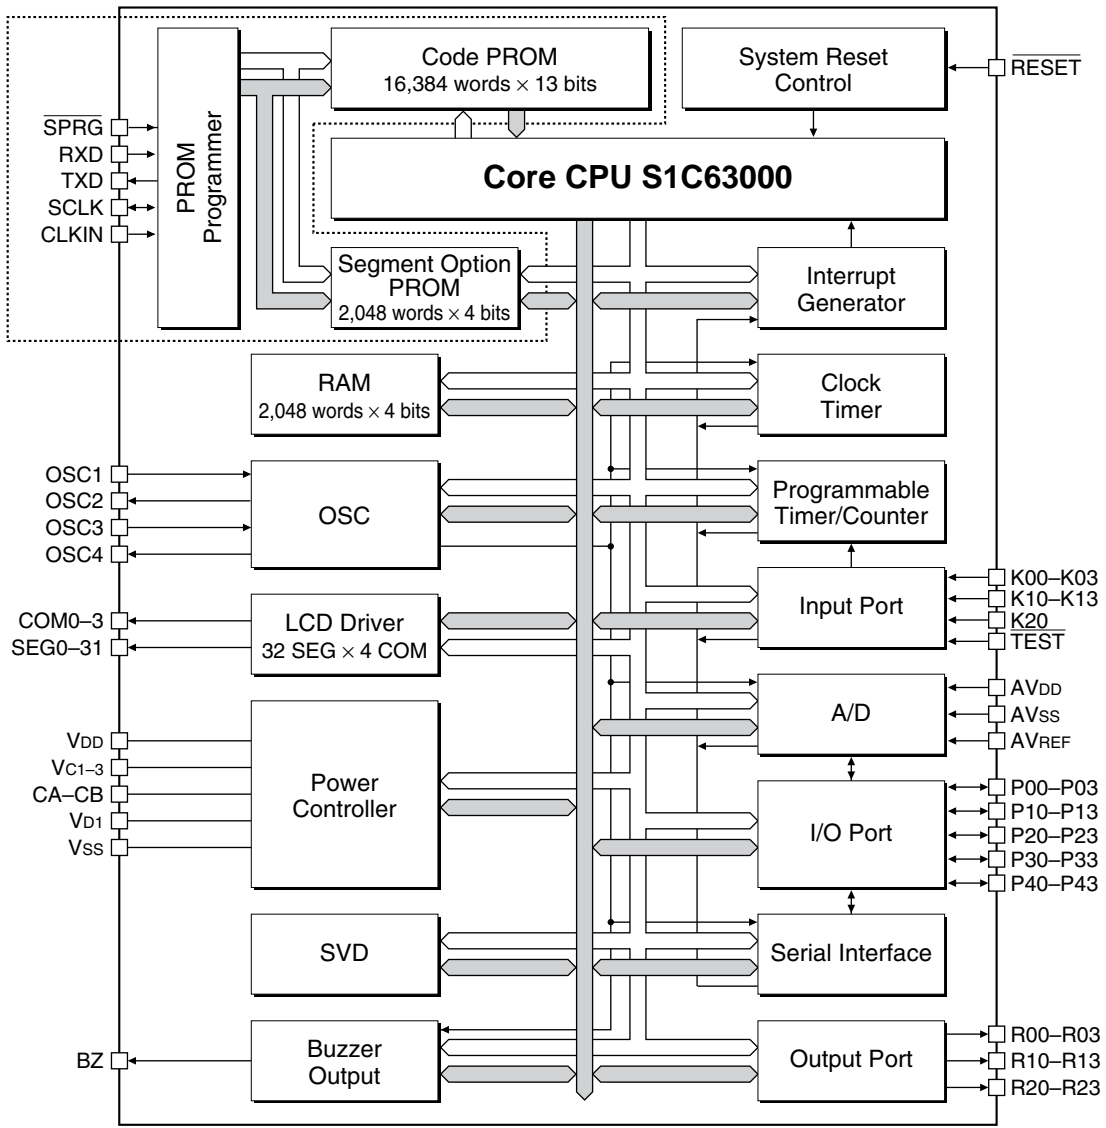 Code PROM
16,384 words × 13 bits
System Reset
Control
RESET
PROM
Programmer
SPRG
RXD
TXD
SCLK
CLKIN
Core CPU S1C63000
Segment Option
PROM
2,048 words × 4 bits
Interrupt
Generator
RAM
2,048 words × 4 bits
Clock
Timer
OSC1
OSC2
OSC3
OSC4
OSC
Programmable
Timer/Counter
Input Port
K00–K03
K10–K13
K20
TEST
COM0–3
SEG0–31
LCD Driver
32 SEG × 4 COM
A/D
AVDD
AVSS
AVREF
VDD
VC1–3
CA–CB
VD1
VSS
Power
Controller
I/O Port
P00–P03
P10–P13
P20–P23
P30–P33
P40–P43
SVD
Serial Interface
BZ
Buzzer
Output
Output Port
R00–R03
R10–R13
R20–R23